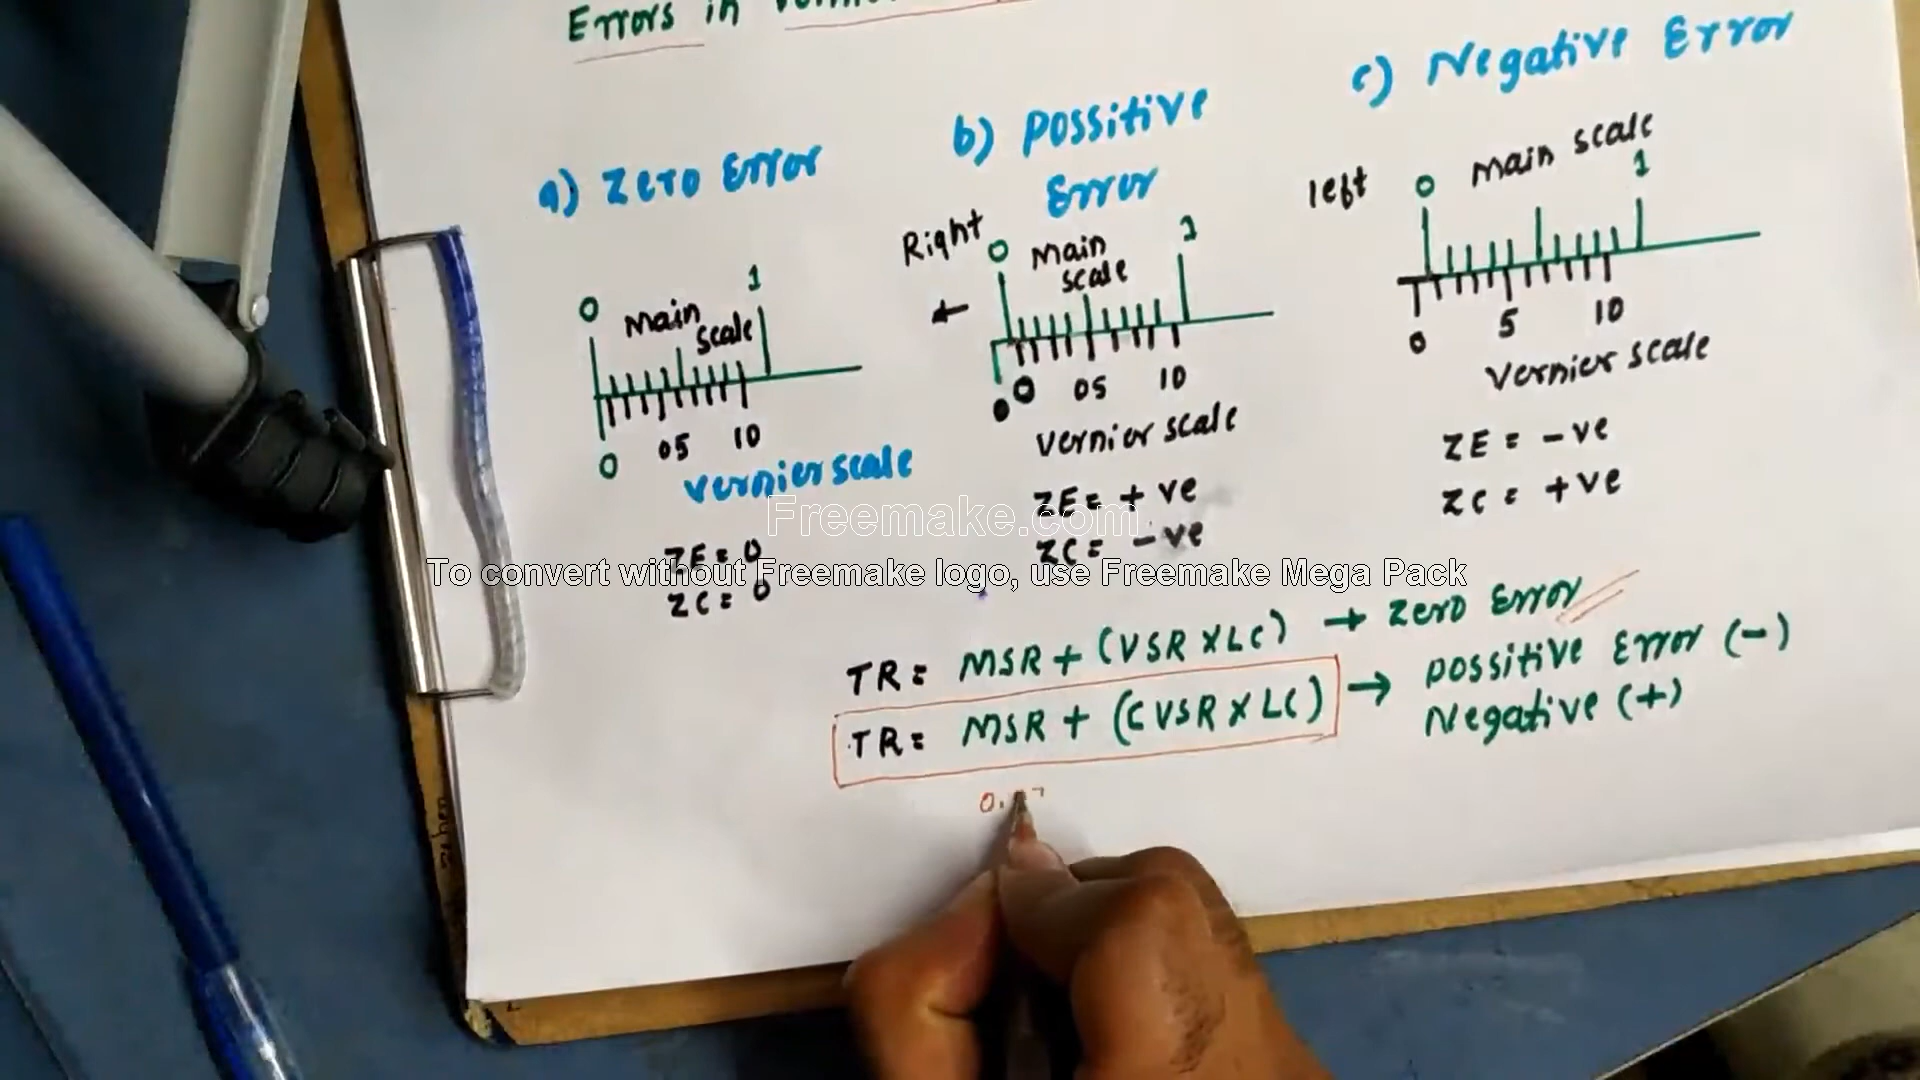 Errors in
a) Zero Error
0 Main scale 1
0 05 10
vernier scale
ZE = 0
ZC = 0
b) Possitive
Error
Right 0 Main scale 1
←
0 0 05 10
Vernier scale
ZE = + ve
ZC = - ve
c) Negative Error
left 0 Main scale 1
0 5 10
Vernier scale
ZE = - ve
ZC = + ve
Freemake.com
To convert without Freemake logo, use Freemake Mega Pack
TR = MSR + (VSR X LC) → Zero Error
TR = MSR + (CVSR X LC) → Possitive Error (-)
Negative (+)